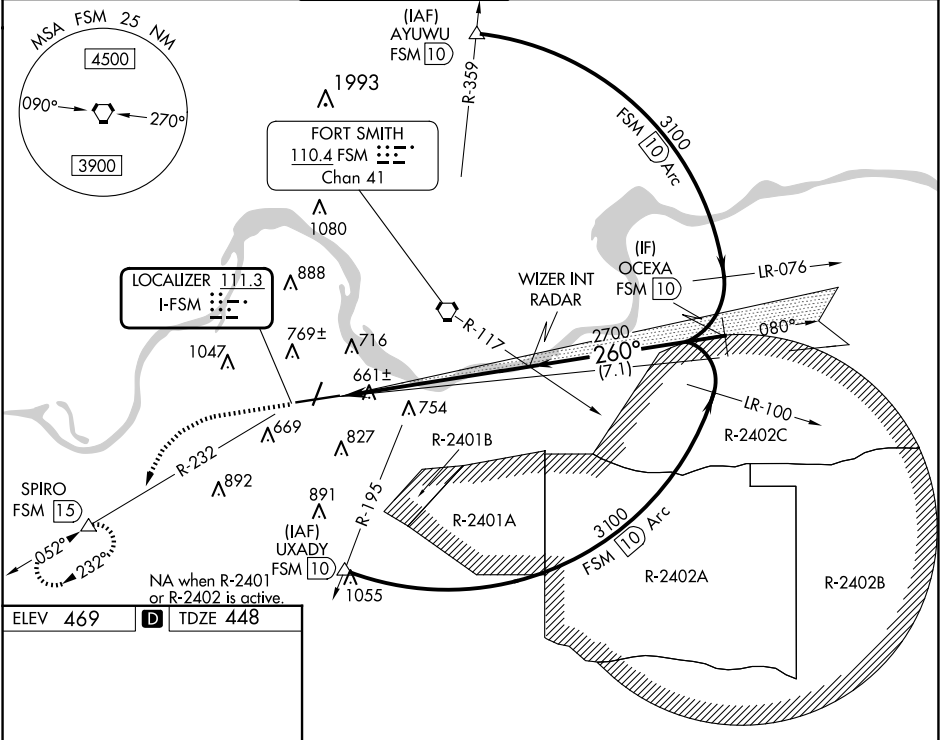 MSA FSM 25 NM
4500
090°
270°
3900
(IAF)
AYUWU
FSM 10
R-359
1993
FORT SMITH
110.4 FSM
Chan 41
3100
FSM 10 Arc
1080
(IF)
OCEXA
FSM 10
LR-076
LOCALIZER 111.3
I-FSM
888
WIZER INT
RADAR
R-117
2700
260°
(7.1)
080°
769±
716
1047
661±
754
LR-100
R-2402C
669
R-232
827
R-2401B
892
SPIRO
FSM 15
891
R-195
R-2401A
3100
FSM 10 Arc
(IAF)
UXADY
FSM 10
052°
232°
R-2402A
R-2402B
NA when R-2401
or R-2402 is active.
1055
ELEV 469 D TDZE 448